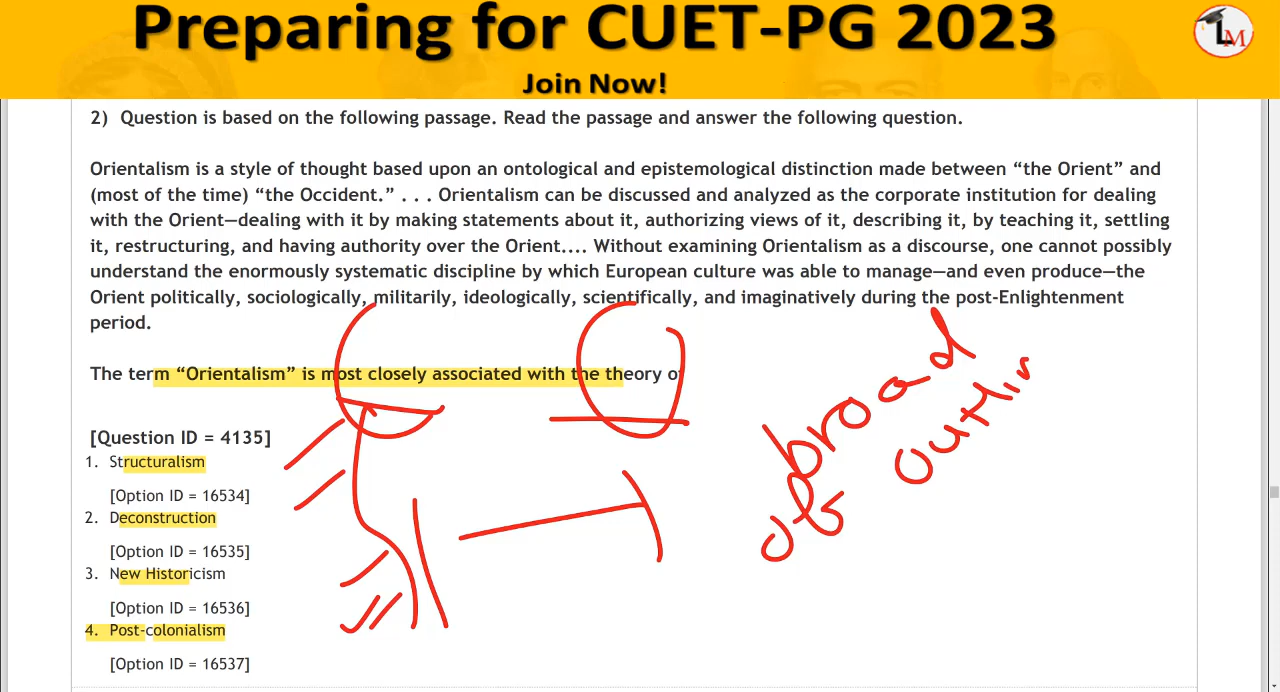 Preparing for CUET-PG 2023
Join Now!
LM
2) Question is based on the following passage. Read the passage and answer the following question.
Orientalism is a style of thought based upon an ontological and epistemological distinction made between “the Orient” and
(most of the time) “the Occident.” . . . Orientalism can be discussed and analyzed as the corporate institution for dealing
with the Orient—dealing with it by making statements about it, authorizing views of it, describing it, by teaching it, settling
it, restructuring, and having authority over the Orient.... Without examining Orientalism as a discourse, one cannot possibly
understand the enormously systematic discipline by which European culture was able to manage—and even produce—the
Orient politically, sociologically, militarily, ideologically, scientifically, and imaginatively during the post-Enlightenment
period.
The term “Orientalism” is most closely associated with the theory of
broad
outlin
of
[Question ID = 4135]
1. Structuralism
[Option ID = 16534]
2. Deconstruction
[Option ID = 16535]
3. New Historicism
[Option ID = 16536]
4. Post-colonialism
[Option ID = 16537]